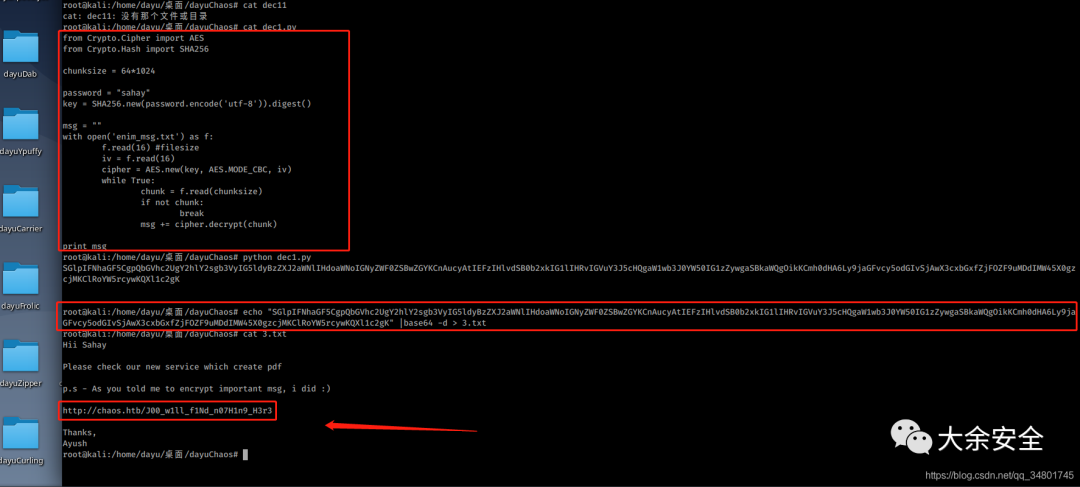 root@kali:/home/dayu/桌面/dayuChaos# cat dec11
cat: dec11: 没有那个文件或目录
root@kali:/home/dayu/桌面/dayuChaos# cat dec1.py
from Crypto.Cipher import AES
from Crypto.Hash import SHA256
chunksize = 64*1024
password = "sahay"
key = SHA256.new(password.encode('utf-8')).digest()
msg = ""
with open('enim_msg.txt') as f:
f.read(16) #filesize
iv = f.read(16)
cipher = AES.new(key, AES.MODE_CBC, iv)
while True:
chunk = f.read(chunksize)
if not chunk:
break
msg += cipher.decrypt(chunk)
print msg
root@kali:/home/dayu/桌面/dayuChaos# python dec1.py
SGlpIFNhaGF5CgpQbGVhc2UgY2hlY2sgb3VyIG5ldyBzZXJ2aWNlIHdoaWNoIGNyZWF0ZSBwZGYKCnAucyAtIEFzIHlvdSB0b2xkIG1lIHRvIGVuY3J5cHQgaW1wb3J0YW50IG1zZywgaSBkaWQgOikKCmh0dHA6Ly9jaGFvcy5odGIvSjAwX3cxbGxfZjFOZF9uMDdIMW45X0gzcjMKClRoYW5rcywKQXl1c2gK
root@kali:/home/dayu/桌面/dayuChaos# echo "SGlpIFNhaGF5CgpQbGVhc2UgY2hlY2sgb3VyIG5ldyBzZXJ2aWNlIHdoaWNoIGNyZWF0ZSBwZGYKCnAucyAtIEFzIHlvdSB0b2xkIG1lIHRvIGVuY3J5cHQgaW1wb3J0YW50IG1zZywgaSBkaWQgOikKCmh0dHA6Ly9ja
GFvcy5odGIvSjAwX3cxbGxfZjFOZF9uMDdIMW45X0gzcjMKClRoYW5rcywKQXl1c2gK" |base64 -d > 3.txt
root@kali:/home/dayu/桌面/dayuChaos# cat 3.txt
Hii Sahay
Please check our new service which create pdf
p.s - As you told me to encrypt important msg, i did :)
http://chaos.htb/J00_w1ll_f1Nd_n07H1n9_H3r3
Thanks,
Ayush
root@kali:/home/dayu/桌面/dayuChaos#
dayuDab
dayuYpuffy
dayuCarrier
dayuFrolic
dayuZipper
dayuCurling
大余安全
https://blog.csdn.net/qq_34801745